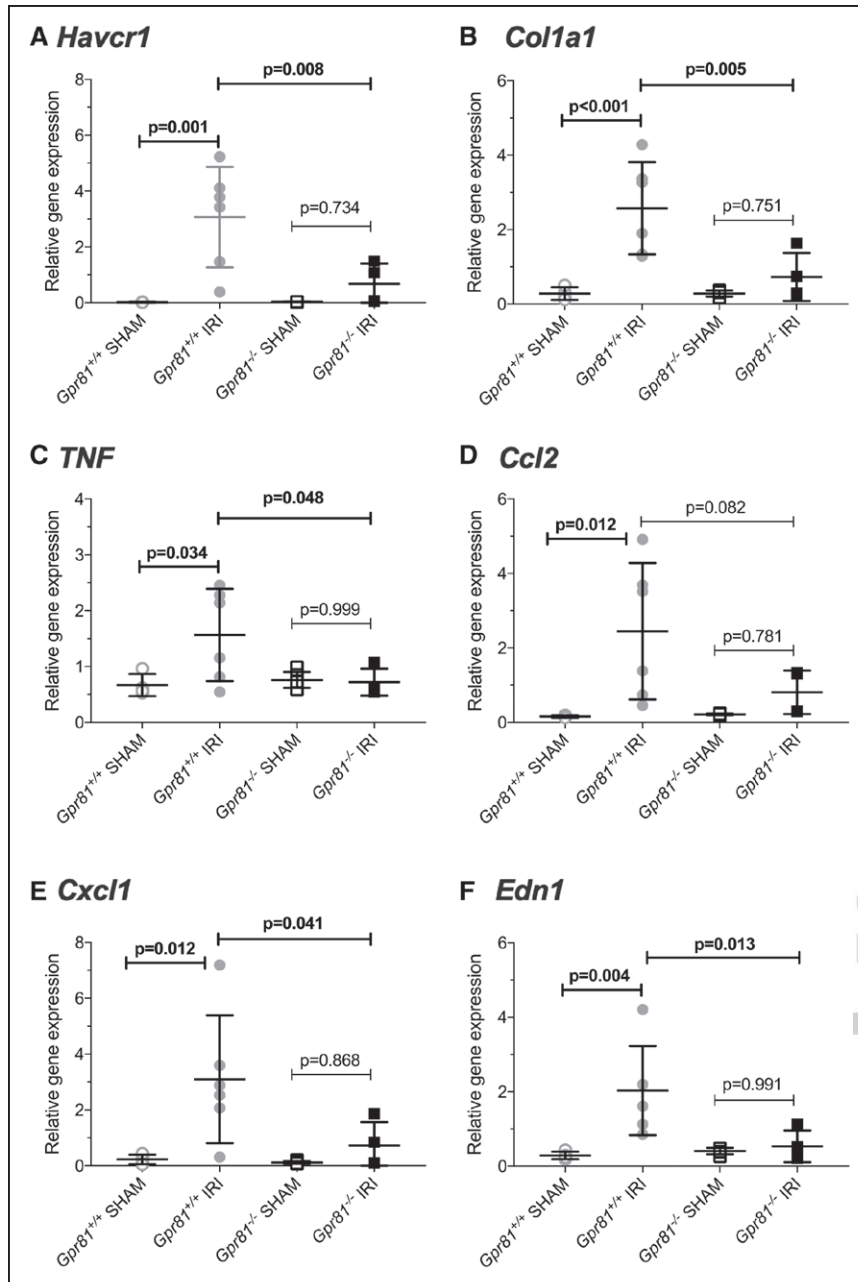 A Havcr1
B Col1a1
p=0.008
p=0.001
p=0.734
Relative gene expression
8
6
4
2
0
Gpr81+/+ SHAM
Gpr81+/+ IRI
Gpr81-/- SHAM
Gpr81-/- IRI
p=0.005
p<0.001
p=0.751
Relative gene expression
6
4
2
0
Gpr81+/+ SHAM
Gpr81+/+ IRI
Gpr81-/- SHAM
Gpr81-/- IRI
C TNF
D Ccl2
p=0.048
p=0.034
p=0.999
Relative gene expression
4
3
2
1
0
Gpr81+/+ SHAM
Gpr81+/+ IRI
Gpr81-/- SHAM
Gpr81-/- IRI
p=0.082
p=0.012
p=0.781
Relative gene expression
6
4
2
0
Gpr81+/+ SHAM
Gpr81+/+ IRI
Gpr81-/- SHAM
Gpr81-/- IRI
E Cxcl1
F Edn1
p=0.041
p=0.012
p=0.868
Relative gene expression
8
6
4
2
0
Gpr81+/+ SHAM
Gpr81+/+ IRI
Gpr81-/- SHAM
Gpr81-/- IRI
p=0.013
p=0.004
p=0.991
Relative gene expression
6
4
2
0
Gpr81+/+ SHAM
Gpr81+/+ IRI
Gpr81-/- SHAM
Gpr81-/- IRI